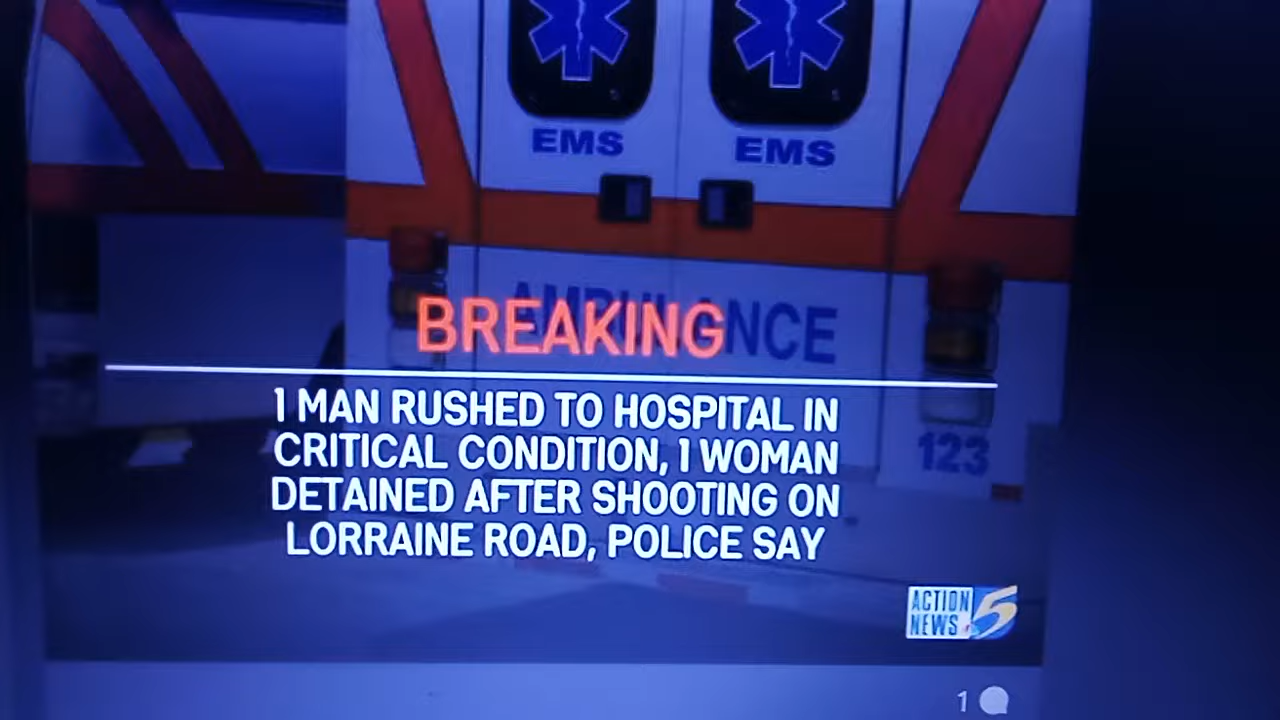 EMS EMS
AMBULANCE
BREAKING
1 MAN RUSHED TO HOSPITAL IN
CRITICAL CONDITION, 1 WOMAN
DETAINED AFTER SHOOTING ON
LORRAINE ROAD, POLICE SAY
123
ACTION
NEWS 5
1